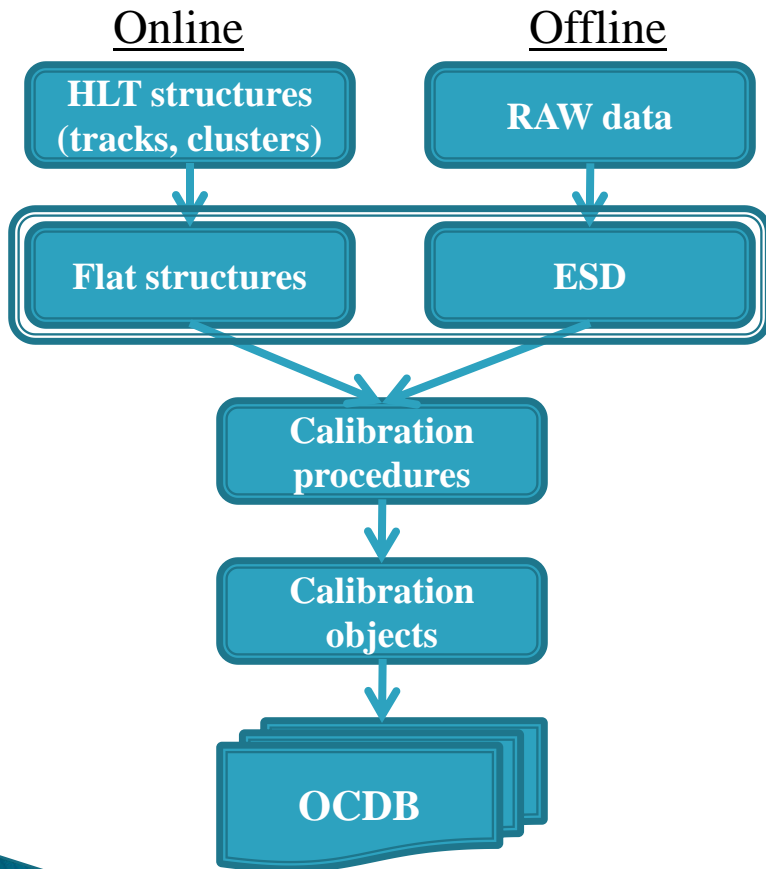 Online
Offline
HLT structures
(tracks, clusters)
RAW data
Flat structures
ESD
Calibration
procedures
Calibration
objects
OCDB